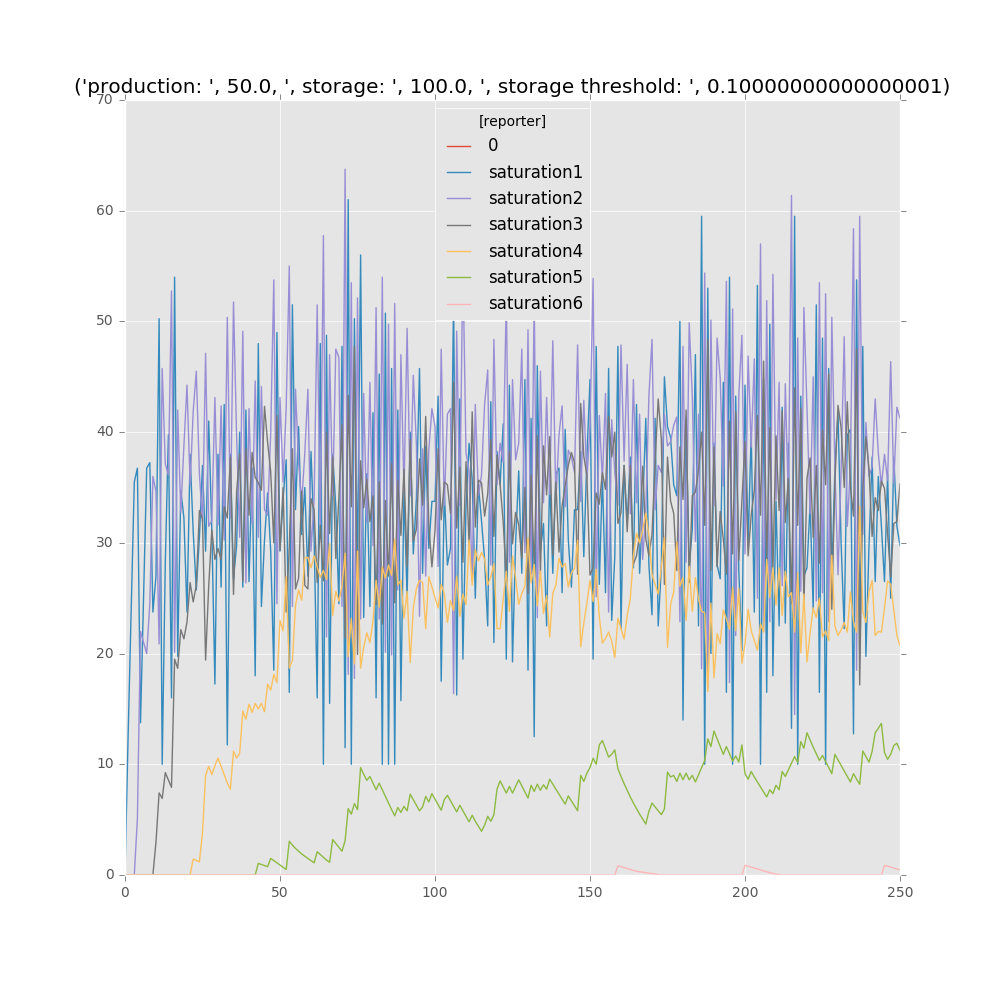 ('production: ', 50.0, ', storage: ', 100.0, ', storage threshold: ', 0.10000000000000001)
70
60
50
40
30
20
10
0
[reporter]
0
saturation1
saturation2
saturation3
saturation4
saturation5
saturation6
0 50 100 150 200 250